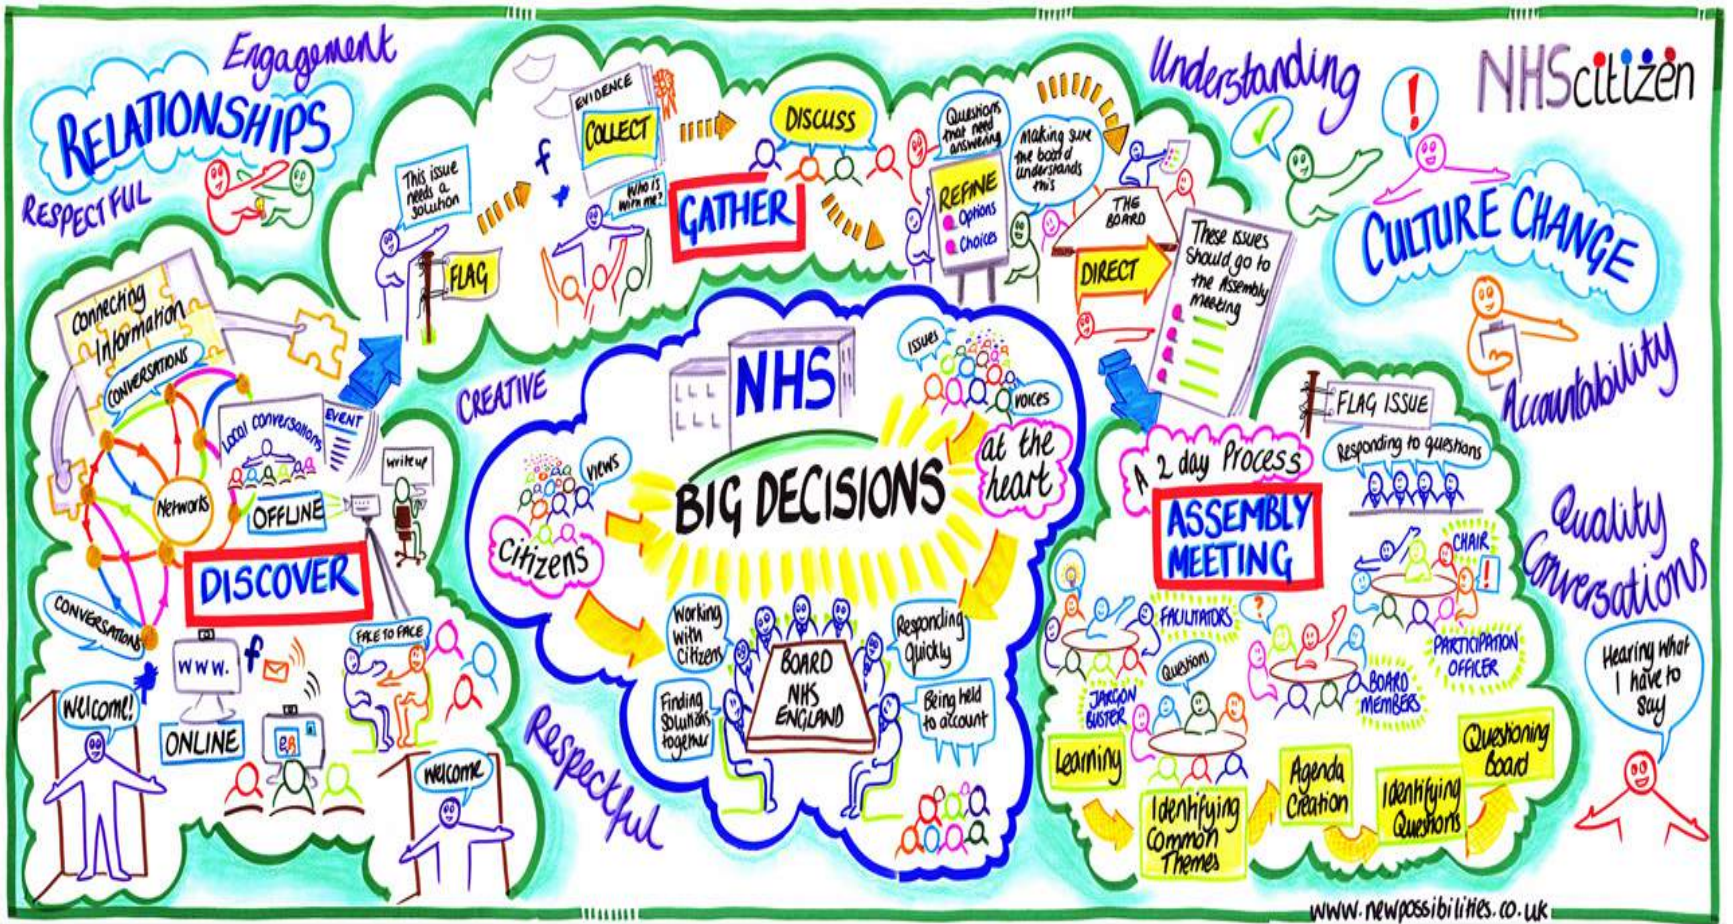 Engagement
RELATIONSHIPS
RESPECTFUL
Understanding
NHScitizen
CULTURE CHANGE
Accountability
Quality
Conversations
Hearing what
I have to
say
CREATIVE
Respectful
Connecting
Information
CONVERSATIONS
Networks
Local conversations
EVENT
write up
OFFLINE
DISCOVER
CONVERSATIONS
www.
f
FACE TO FACE
ONLINE
Welcome!
Welcome
This issue
needs a
solution
FLAG
EVIDENCE
COLLECT
f
Who is
with me?
GATHER
DISCUSS
Questions
that need
answering
REFINE
Options
Choices
Making sure
the board
understands
this
THE
BOARD
DIRECT
These issues
should go to
the Assembly
meeting
!
NHS
BIG DECISIONS
Issues
Voices
at the
heart
Views
Citizens
Working
with
Citizens
Finding
Solutions
together
BOARD
NHS
ENGLAND
Responding
quickly
Being held
to account
FLAG ISSUE
A 2 day Process
ASSEMBLY
MEETING
Responding to questions
CHAIR
!
FACILITATORS
?
PARTICIPATION
OFFICER
Questions
BOARD
MEMBERS
JARGON
BUSTER
Learning
Identifying
Common
Themes
Agenda
Creation
Identifying
Questions
Questioning
Board
www.newpossibilities.co.uk